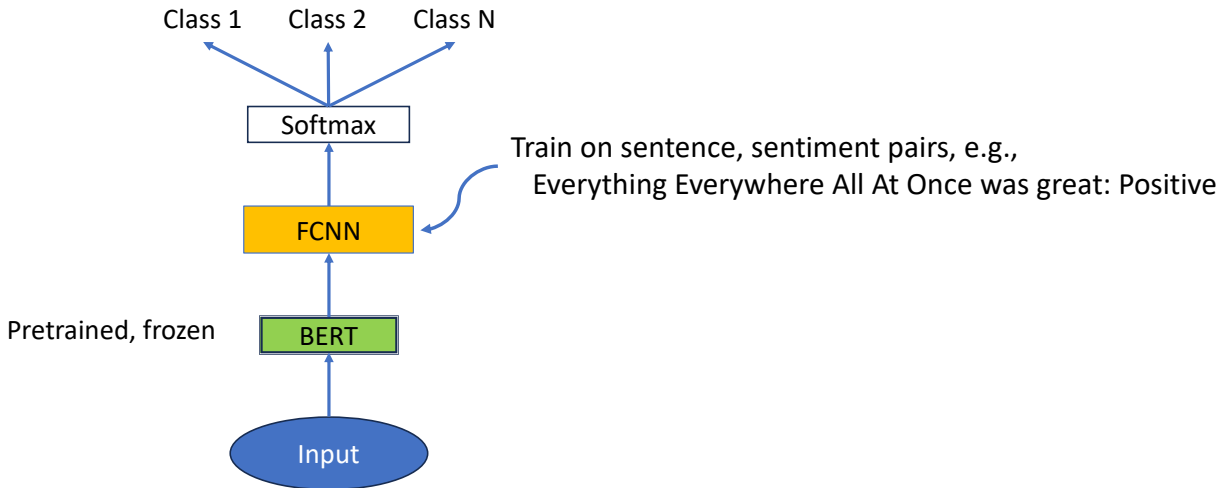 Class 1 Class 2 Class N
Softmax
Train on sentence, sentiment pairs, e.g.,
Everything Everywhere All At Once was great: Positive
FCNN
Pretrained, frozen
BERT
Input